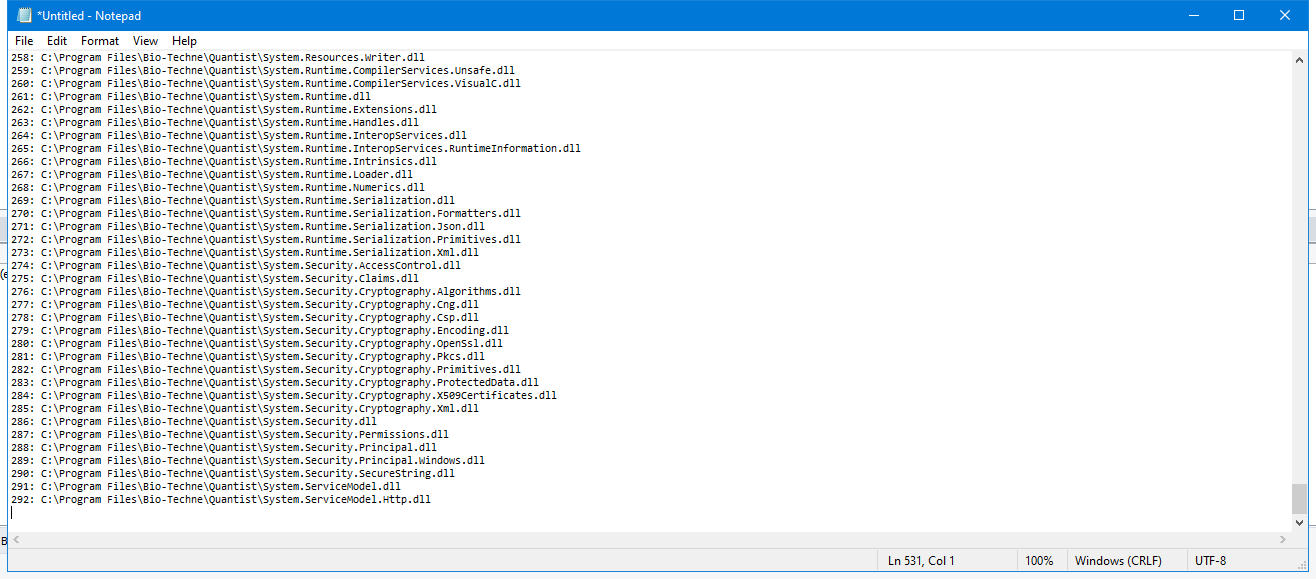 *Untitled - Notepad
File Edit Format View Help
258: C:\Program Files\Bio-Techne\Quantist\System.Resources.Writer.dll
259: C:\Program Files\Bio-Techne\Quantist\System.Runtime.CompilerServices.Unsafe.dll
260: C:\Program Files\Bio-Techne\Quantist\System.Runtime.CompilerServices.VisualC.dll
261: C:\Program Files\Bio-Techne\Quantist\System.Runtime.dll
262: C:\Program Files\Bio-Techne\Quantist\System.Runtime.Extensions.dll
263: C:\Program Files\Bio-Techne\Quantist\System.Runtime.Handles.dll
264: C:\Program Files\Bio-Techne\Quantist\System.Runtime.InteropServices.dll
265: C:\Program Files\Bio-Techne\Quantist\System.Runtime.InteropServices.RuntimeInformation.dll
266: C:\Program Files\Bio-Techne\Quantist\System.Runtime.Intrinsics.dll
267: C:\Program Files\Bio-Techne\Quantist\System.Runtime.Loader.dll
268: C:\Program Files\Bio-Techne\Quantist\System.Runtime.Numerics.dll
269: C:\Program Files\Bio-Techne\Quantist\System.Runtime.Serialization.dll
270: C:\Program Files\Bio-Techne\Quantist\System.Runtime.Serialization.Formatters.dll
271: C:\Program Files\Bio-Techne\Quantist\System.Runtime.Serialization.Json.dll
272: C:\Program Files\Bio-Techne\Quantist\System.Runtime.Serialization.Primitives.dll
273: C:\Program Files\Bio-Techne\Quantist\System.Runtime.Serialization.Xml.dll
274: C:\Program Files\Bio-Techne\Quantist\System.Security.AccessControl.dll
275: C:\Program Files\Bio-Techne\Quantist\System.Security.Claims.dll
276: C:\Program Files\Bio-Techne\Quantist\System.Security.Cryptography.Algorithms.dll
277: C:\Program Files\Bio-Techne\Quantist\System.Security.Cryptography.Cng.dll
278: C:\Program Files\Bio-Techne\Quantist\System.Security.Cryptography.Csp.dll
279: C:\Program Files\Bio-Techne\Quantist\System.Security.Cryptography.Encoding.dll
280: C:\Program Files\Bio-Techne\Quantist\System.Security.Cryptography.OpenSsl.dll
281: C:\Program Files\Bio-Techne\Quantist\System.Security.Cryptography.Pkcs.dll
282: C:\Program Files\Bio-Techne\Quantist\System.Security.Cryptography.Primitives.dll
283: C:\Program Files\Bio-Techne\Quantist\System.Security.Cryptography.ProtectedData.dll
284: C:\Program Files\Bio-Techne\Quantist\System.Security.Cryptography.X509Certificates.dll
285: C:\Program Files\Bio-Techne\Quantist\System.Security.Cryptography.Xml.dll
286: C:\Program Files\Bio-Techne\Quantist\System.Security.dll
287: C:\Program Files\Bio-Techne\Quantist\System.Security.Permissions.dll
288: C:\Program Files\Bio-Techne\Quantist\System.Security.Principal.dll
289: C:\Program Files\Bio-Techne\Quantist\System.Security.Principal.Windows.dll
290: C:\Program Files\Bio-Techne\Quantist\System.Security.SecureString.dll
291: C:\Program Files\Bio-Techne\Quantist\System.ServiceModel.dll
292: C:\Program Files\Bio-Techne\Quantist\System.ServiceModel.Http.dll
Ln 531, Col 1 100% Windows (CRLF) UTF-8